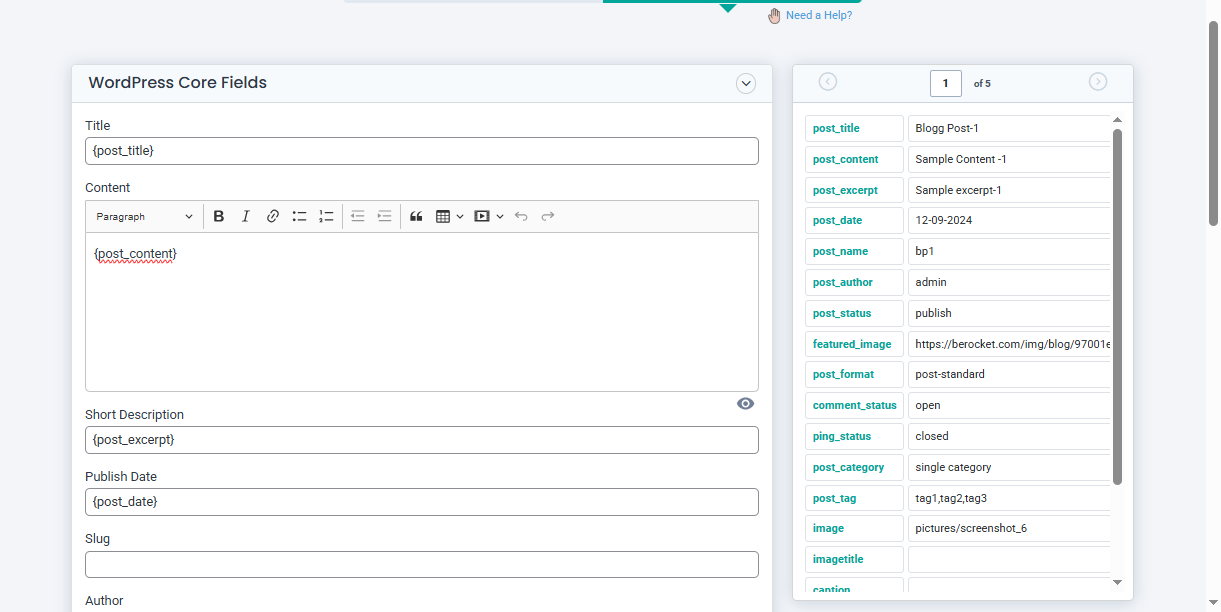 Need a Help?
WordPress Core Fields
Title
{post_title}
Content
Paragraph
{post_content}
Short Description
{post_excerpt}
Publish Date
{post_date}
Slug
Author
1 of 5
post_title Blogg Post-1
post_content Sample Content -1
post_excerpt Sample excerpt-1
post_date 12-09-2024
post_name bp1
post_author admin
post_status publish
featured_image https://berocket.com/img/blog/97001e
post_format post-standard
comment_status open
ping_status closed
post_category single category
post_tag tag1,tag2,tag3
image pictures/screenshot_6
imagetitle
caption